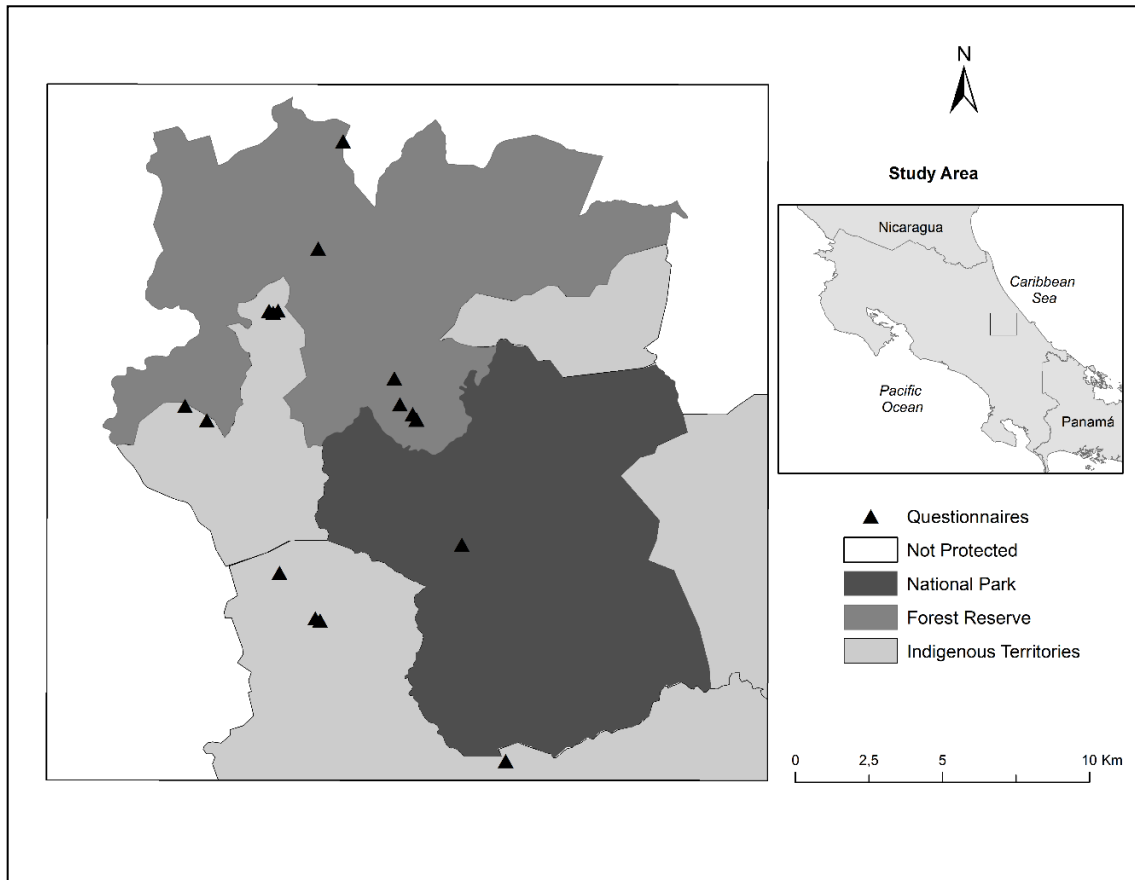 N
Study Area
Nicaragua
Caribbean
Sea
Pacific
Ocean
Panamá
Questionnaires
Not Protected
National Park
Forest Reserve
Indigenous Territories
0 2,5 5 10 Km